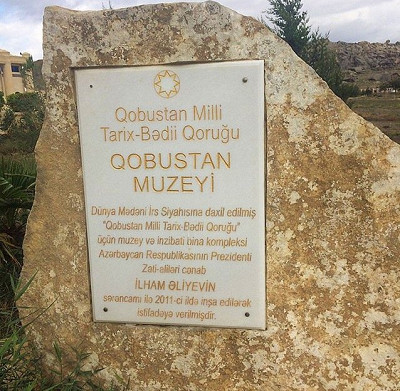 Qobustan Milli
Tarix-Bədii Qoruğu
QOBUSTAN
MUZEYİ
Dünya Mədəni İrs Siyahısına daxil edilmiş
"Qobustan Milli Tarix-Bədii Qoruğu"
üçün muzey və inzibati bina kompleksi
Azərbaycan Respublikasının Prezidenti
Zati-aliləri cənab
İLHAM ƏLİYEVİN
sərəncamı ilə 2011-ci ildə inşa edilərək
istifadəyə verilmişdir.